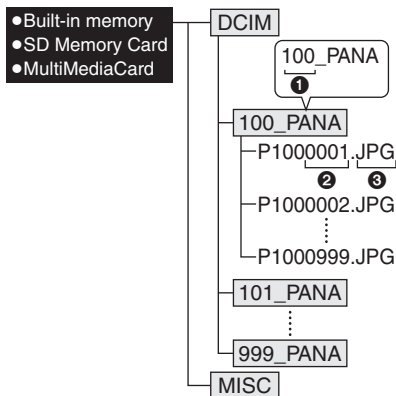 ●Built-in memory
●SD Memory Card
●MultiMediaCard
DCIM
100_PANA
❶
100_PANA
P1000001.JPG
❷ ❸
P1000002.JPG
P1000999.JPG
101_PANA
999_PANA
MISC